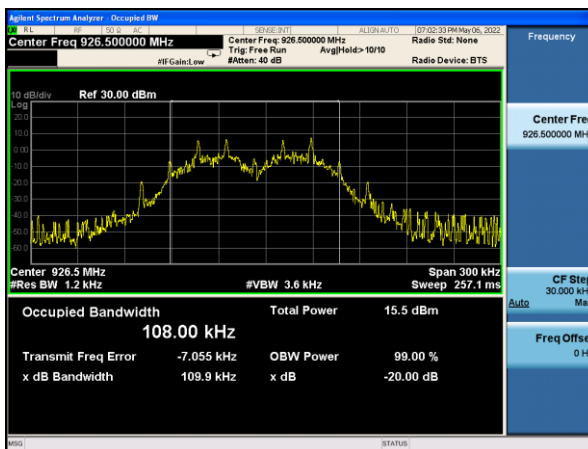 Agilent Spectrum Analyzer - Occupied BW
RL RF 50 Ω AC SENSE:INT ALIGN AUTO 07:02:33 PM May 06, 2022
Center Freq 926.500000 MHz Center Freq: 926.500000 MHz Radio Std: None Frequency
Trig: Free Run Avg|Hold:> 10/10
#IFGain:Low #Atten: 40 dB Radio Device: BTS
10 dB/div Ref 30.00 dBm
Log
20.0
10.0
0.00
-10.0
-20.0
-30.0
-40.0
-50.0
-60.0
Center Fre
926.500000 MH
Center 926.5 MHz Span 300 kHz
#Res BW 1.2 kHz #VBW 3.6 kHz Sweep 257.1 ms
CF Ste
30.000 kH
Auto Ma
Occupied Bandwidth Total Power 15.5 dBm
108.00 kHz
Transmit Freq Error -7.055 kHz OBW Power 99.00 %
x dB Bandwidth 109.9 kHz x dB -20.00 dB
Freq Offse
0 H
MSG STATUS